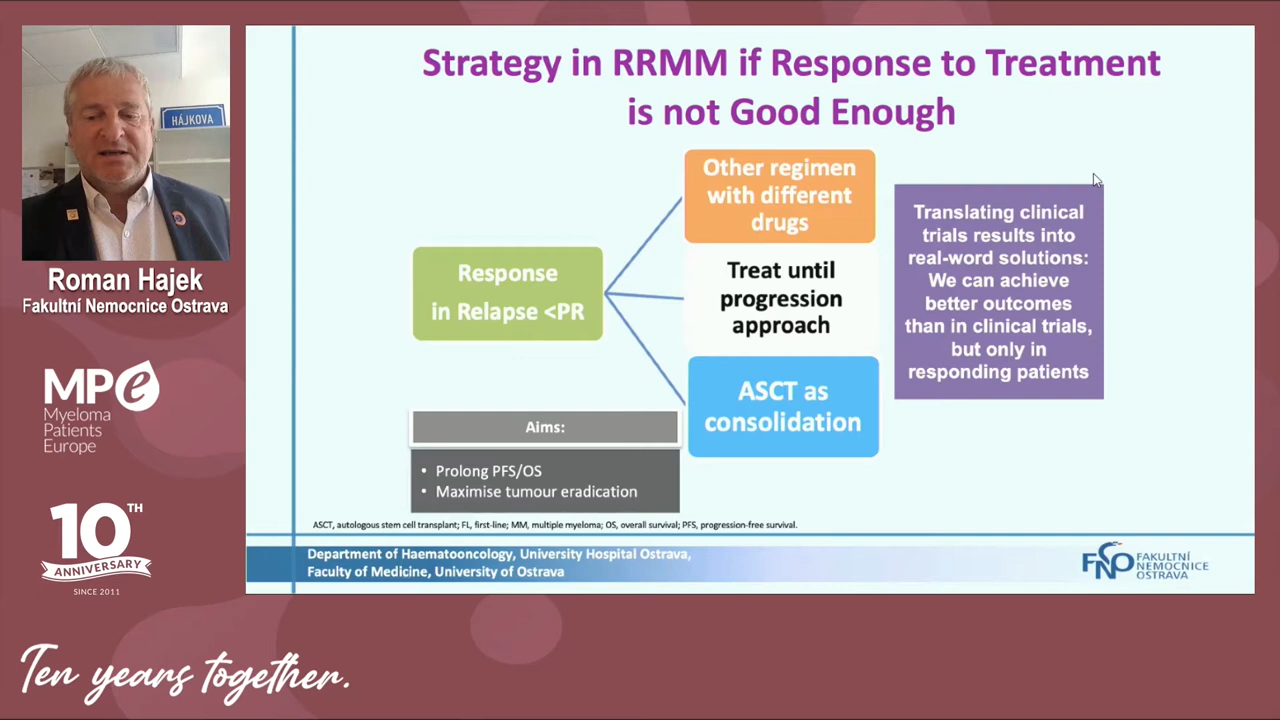 HÁJKOVA
Roman Hajek
Fakultní Nemocnice Ostrava
MPe
Myeloma
Patients
Europe
10TH
ANNIVERSARY
SINCE 2011
Ten years together.
Strategy in RRMM if Response to Treatment
is not Good Enough
Response
in Relapse <PR
Other regimen
with different
drugs
Treat until
progression
approach
ASCT as
consolidation
Translating clinical
trials results into
real-word solutions:
We can achieve
better outcomes
than in clinical trials,
but only in
responding patients
Aims:
• Prolong PFS/OS
• Maximise tumour eradication
ASCT, autologous stem cell transplant; FL, first-line; MM, multiple myeloma; OS, overall survival; PFS, progression-free survival.
Department of Haematooncology, University Hospital Ostrava,
Faculty of Medicine, University of Ostrava
FNO
FAKULTNÍ
NEMOCNICE
OSTRAVA